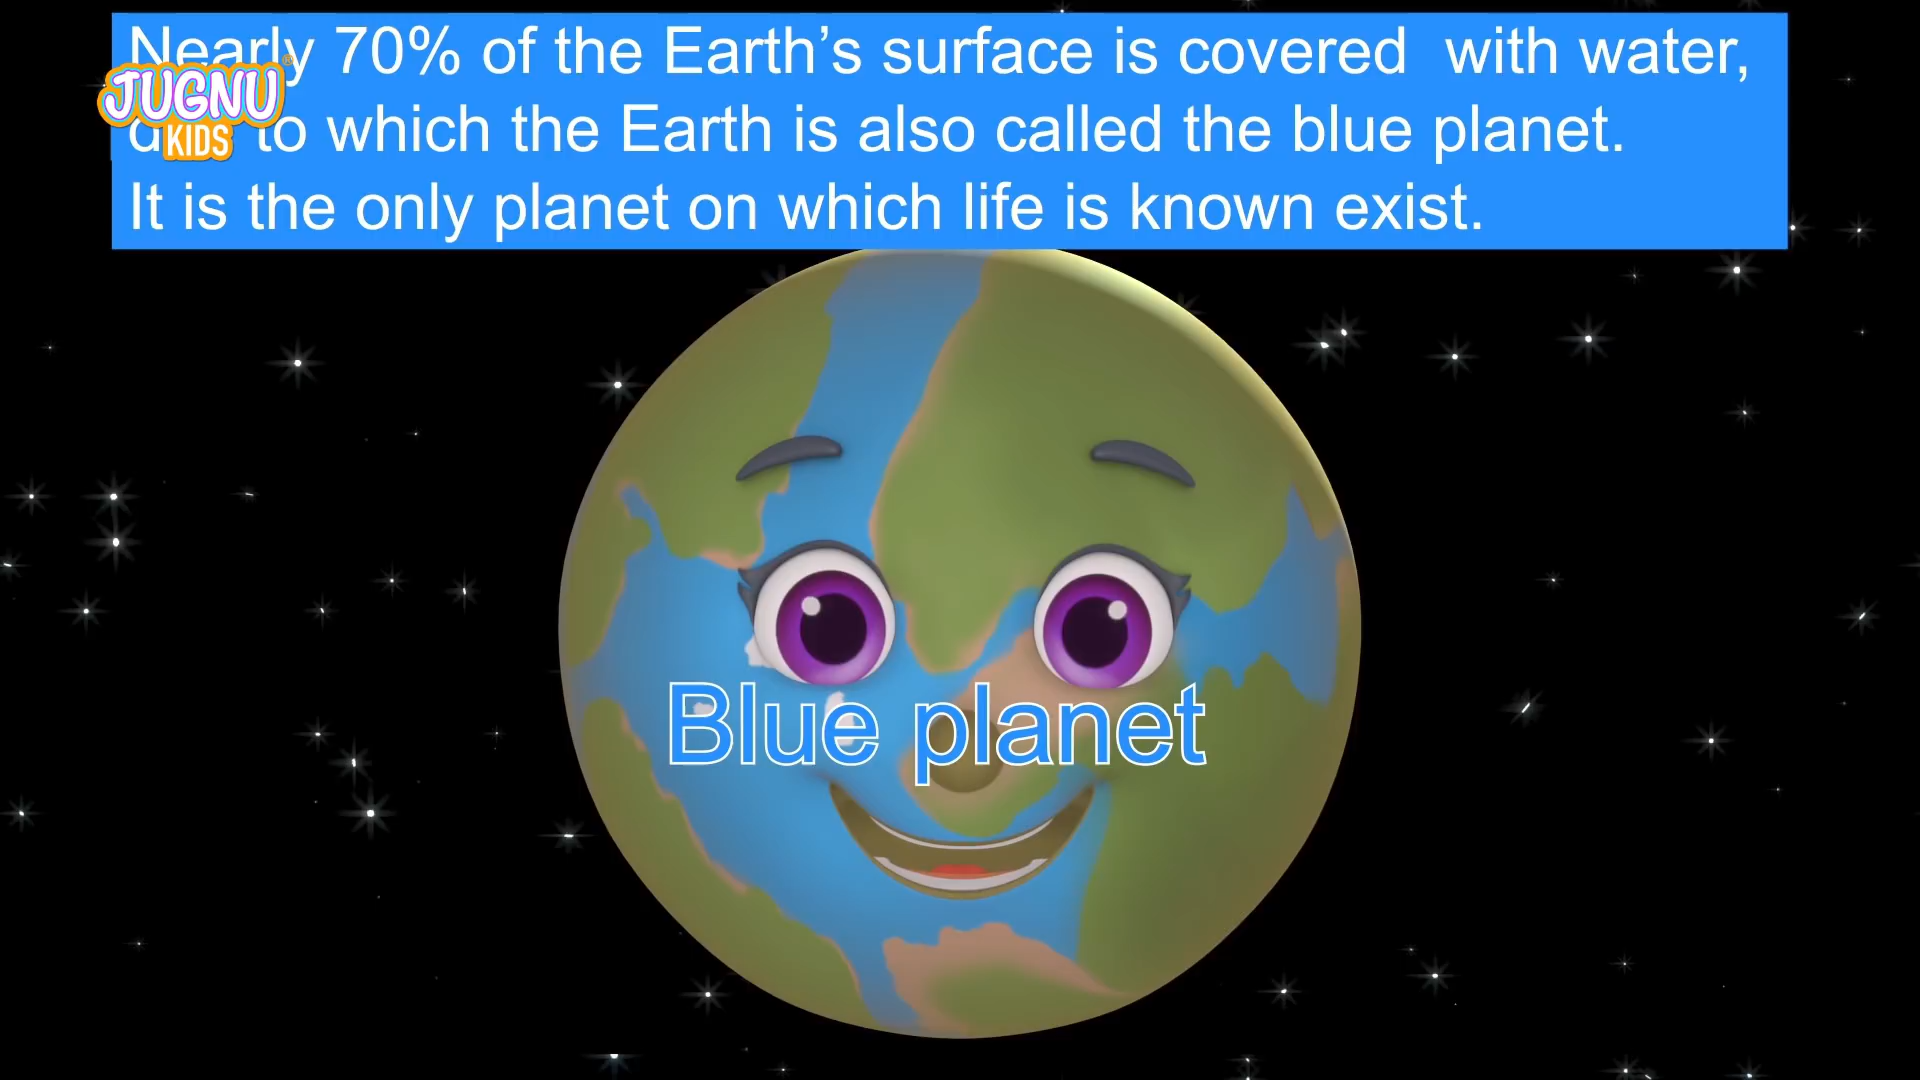 Nearly 70% of the Earth’s surface is covered with water,
to which the Earth is also called the blue planet.
It is the only planet on which life is known exist.
JUGNU
KIDS
Blue planet